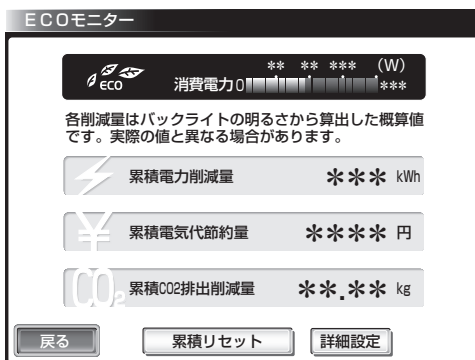 ECOモニター
** ** *** (W)
ECO 消費電力 0 ***
各削減量はバックライトの明るさから算出した概算値
です。実際の値と異なる場合があります。
累積電力削減量 *** kWh
¥ 累積電気代節約量 **** 円
CO2 累積CO2排出削減量 **.** kg
戻る 累積リセット 詳細設定